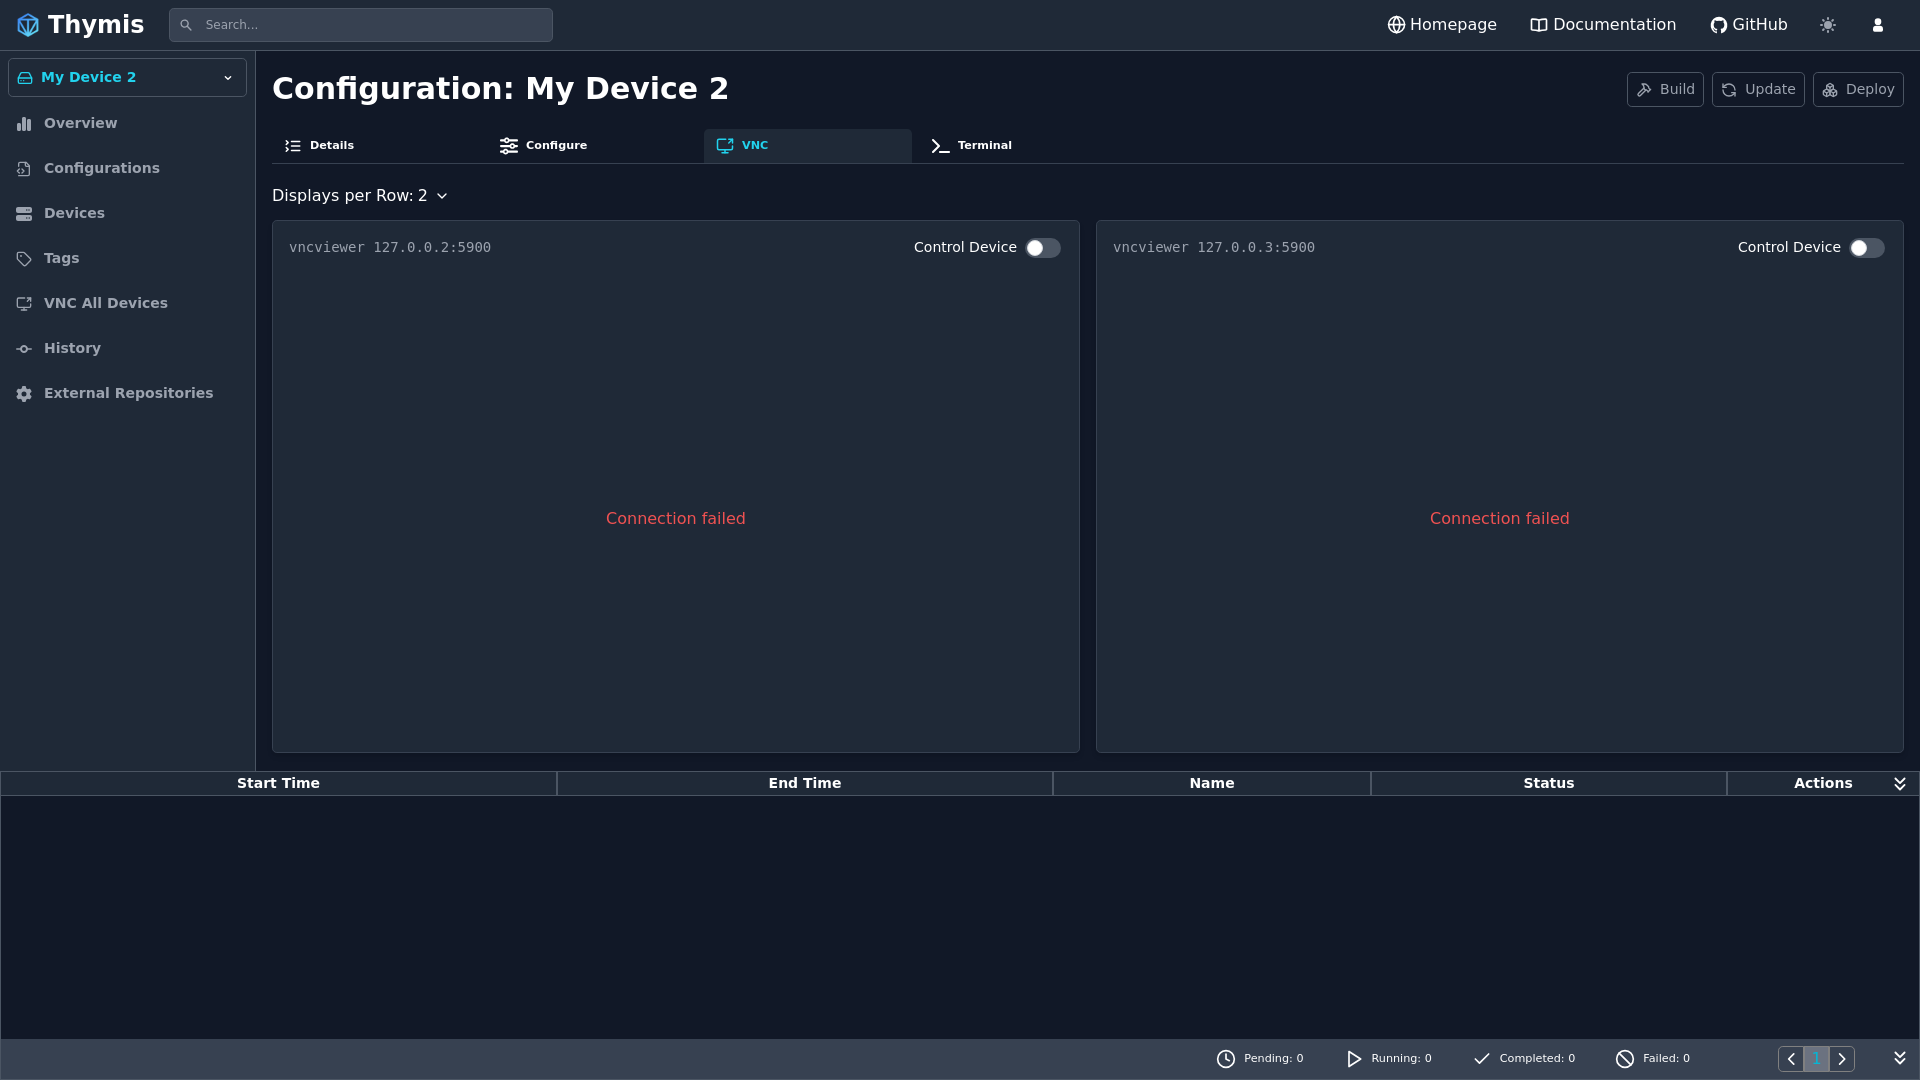 Thymis
Search...
Homepage
Documentation
GitHub
My Device 2
Overview
Configurations
Devices
Tags
VNC All Devices
History
External Repositories
Configuration: My Device 2
Build
Update
Deploy
Details
Configure
VNC
Terminal
Displays per Row: 2
vncviewer 127.0.0.2:5900
Control Device
Connection failed
vncviewer 127.0.0.3:5900
Control Device
Connection failed
Start Time
End Time
Name
Status
Actions
Pending: 0
Running: 0
Completed: 0
Failed: 0
1